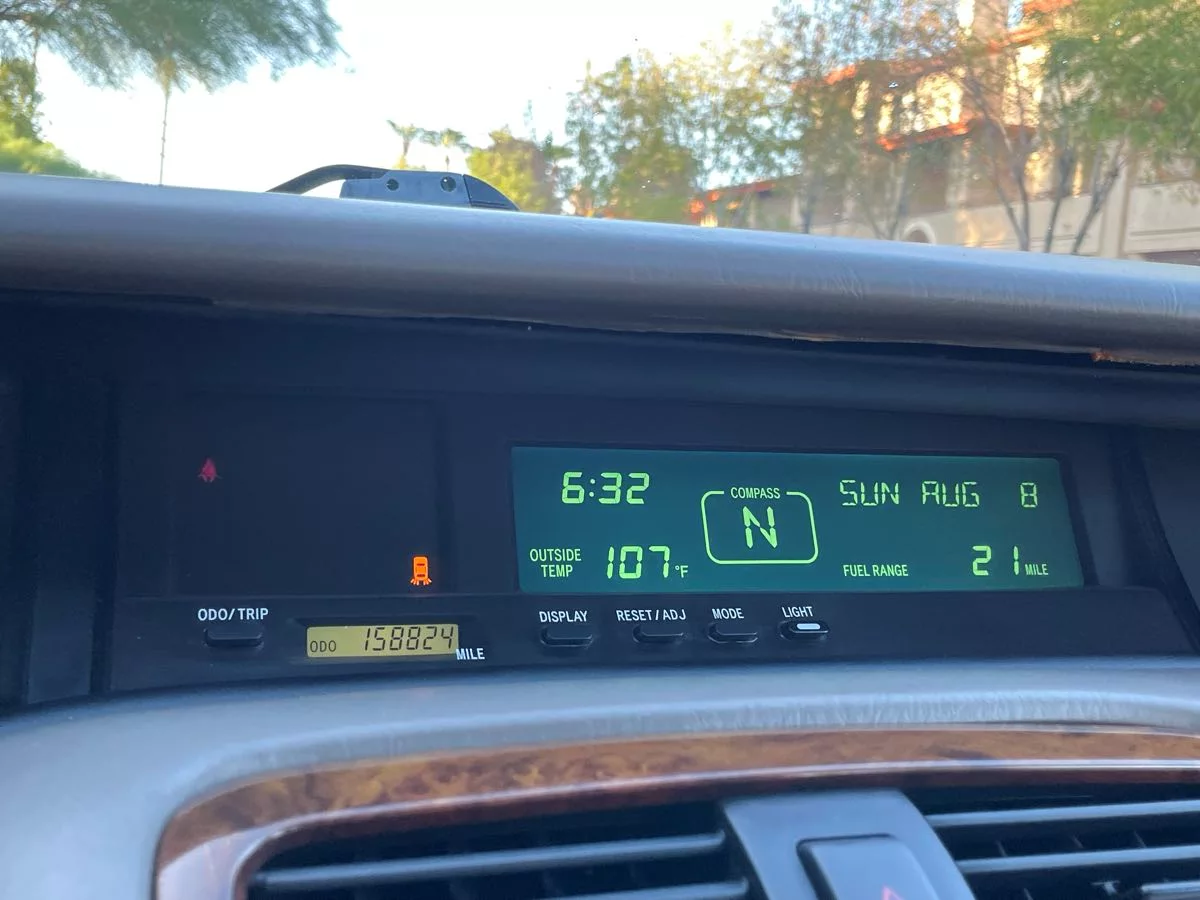 6:32
COMPASS
N
SUN AUG 8
OUTSIDE TEMP 107°F
FUEL RANGE 21 MILE
ODO/TRIP
ODO 158824 MILE
DISPLAY
RESET/ADJ
MODE
LIGHT